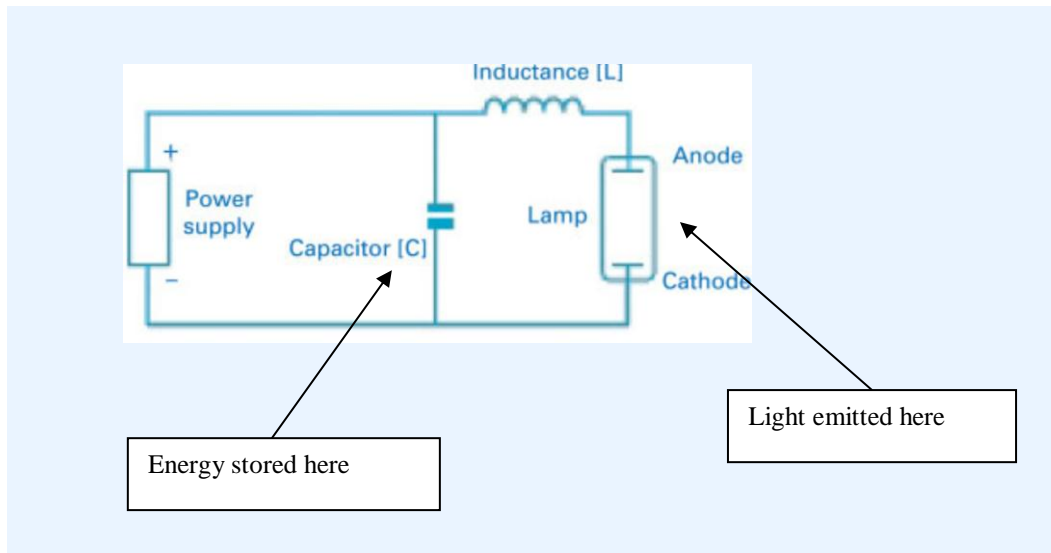 Inductance [L]
+
Anode
Power
supply
Lamp
Capacitor [C]
−
Cathode
Light emitted here
Energy stored here